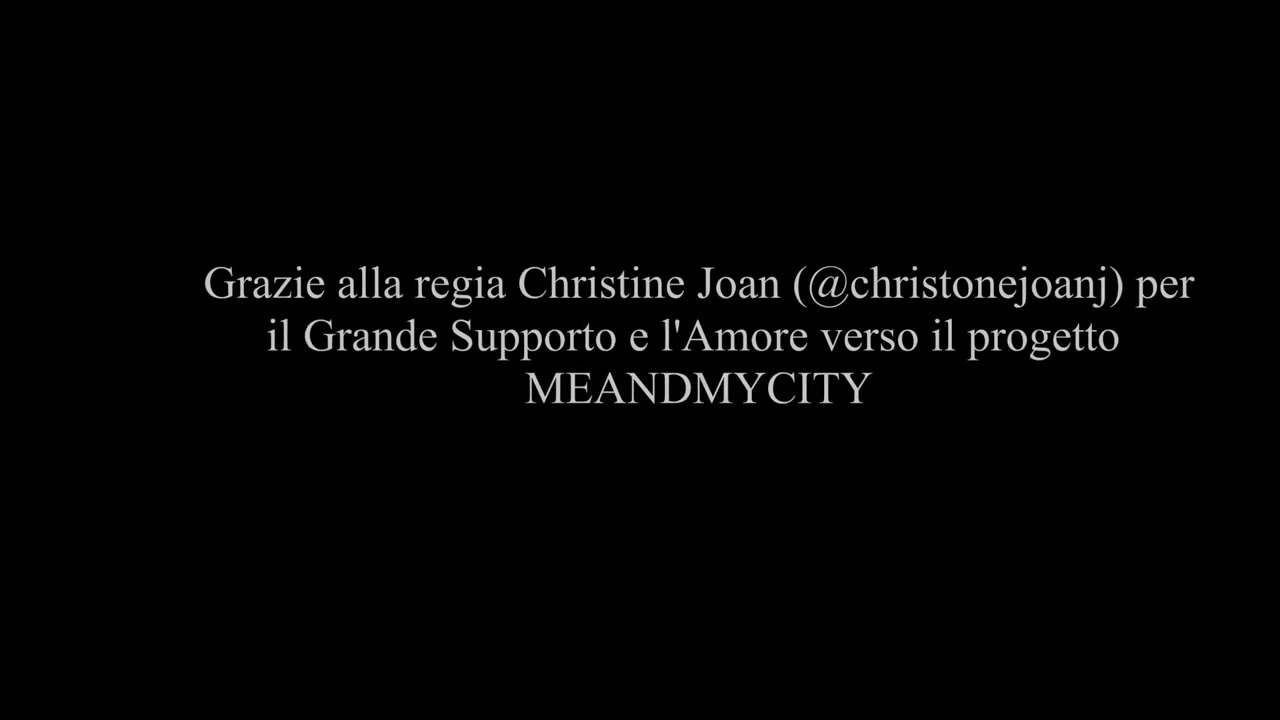 Grazie alla regia Christine Joan (@christonejoanj) per
il Grande Supporto e l'Amore verso il progetto
MEANDMYCITY